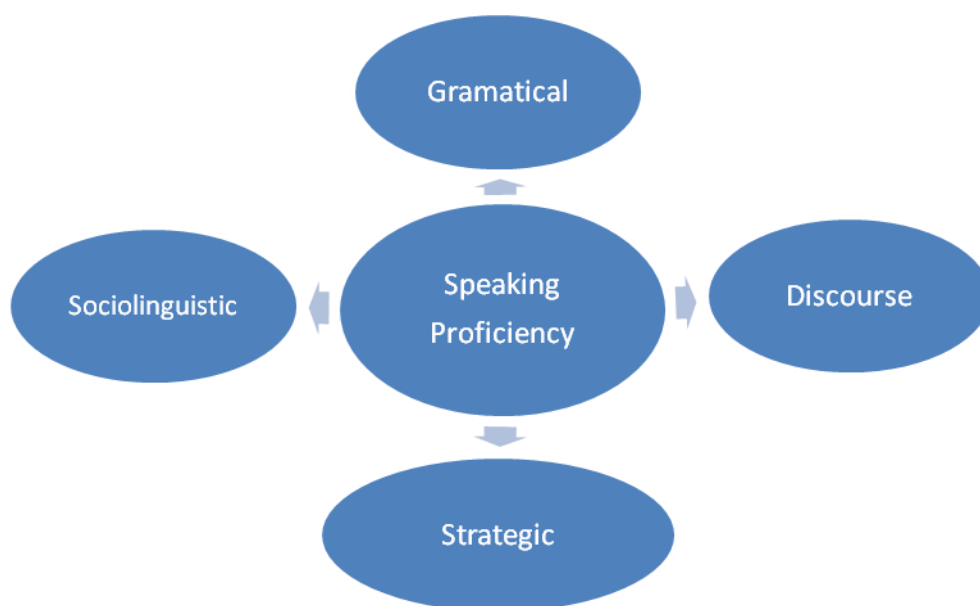 Gramatical
Sociolinguistic
Speaking
Proficiency
Discourse
Strategic